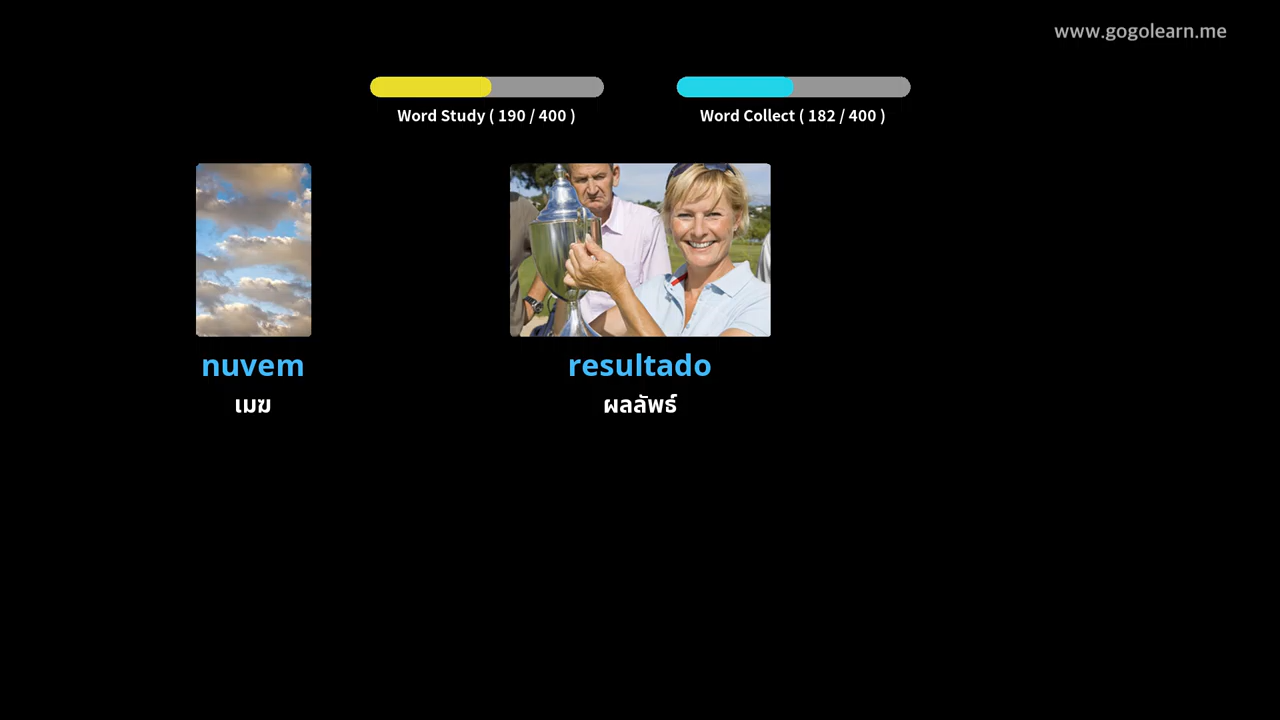 www.gogolearn.me
Word Study ( 190 / 400 )
Word Collect ( 182 / 400 )
nuvem
resultado
เมฆ
ผลลัพธ์